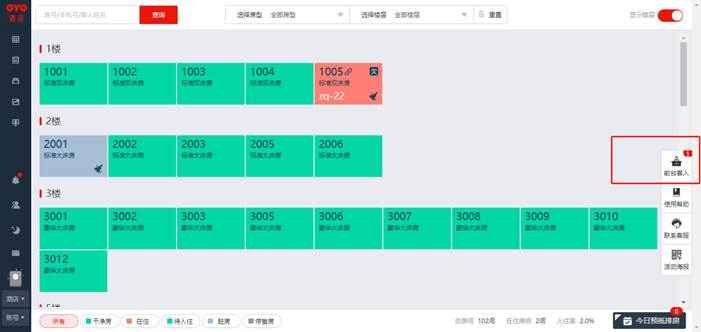 OYO
酒店
房号/手机号/客人姓名
查询
选择房型 全部房型
选择楼层 全部楼层
重置
显示楼层
1楼
1001 1002 1003 1004 1005
标准双床房 标准双床房 标准双床房 标准双床房 标准双床房
zq-22
2楼
2001 2002 2003 2005 2006
标准大床房 标准大床房 标准大床房 标准大床房 标准大床房
3楼
3001 3002 3003 3005 3006 3007 3008 3009 3010
豪华大床房 豪华大床房 豪华大床房 豪华大床房 豪华大床房 豪华大床房 豪华大床房 豪华大床房 豪华大床房
3012
豪华大床房
1
前台客人
使用帮助
联系客服
活动海报
酒店
账号
所有 干净房 在住 待入住 脏房 停售房
总房间 102间 在住房间 2间 入住率 2.0%
今日预抵排房
0